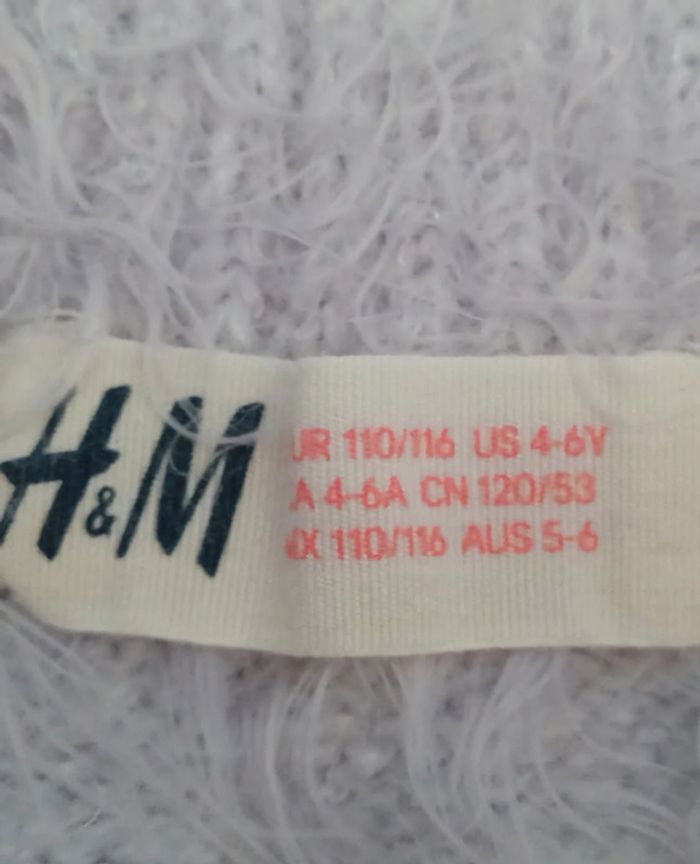 H&M
UR 110/116 US 4-6Y
A 4-6A CN 120/53
X 110/116 AUS 5-6